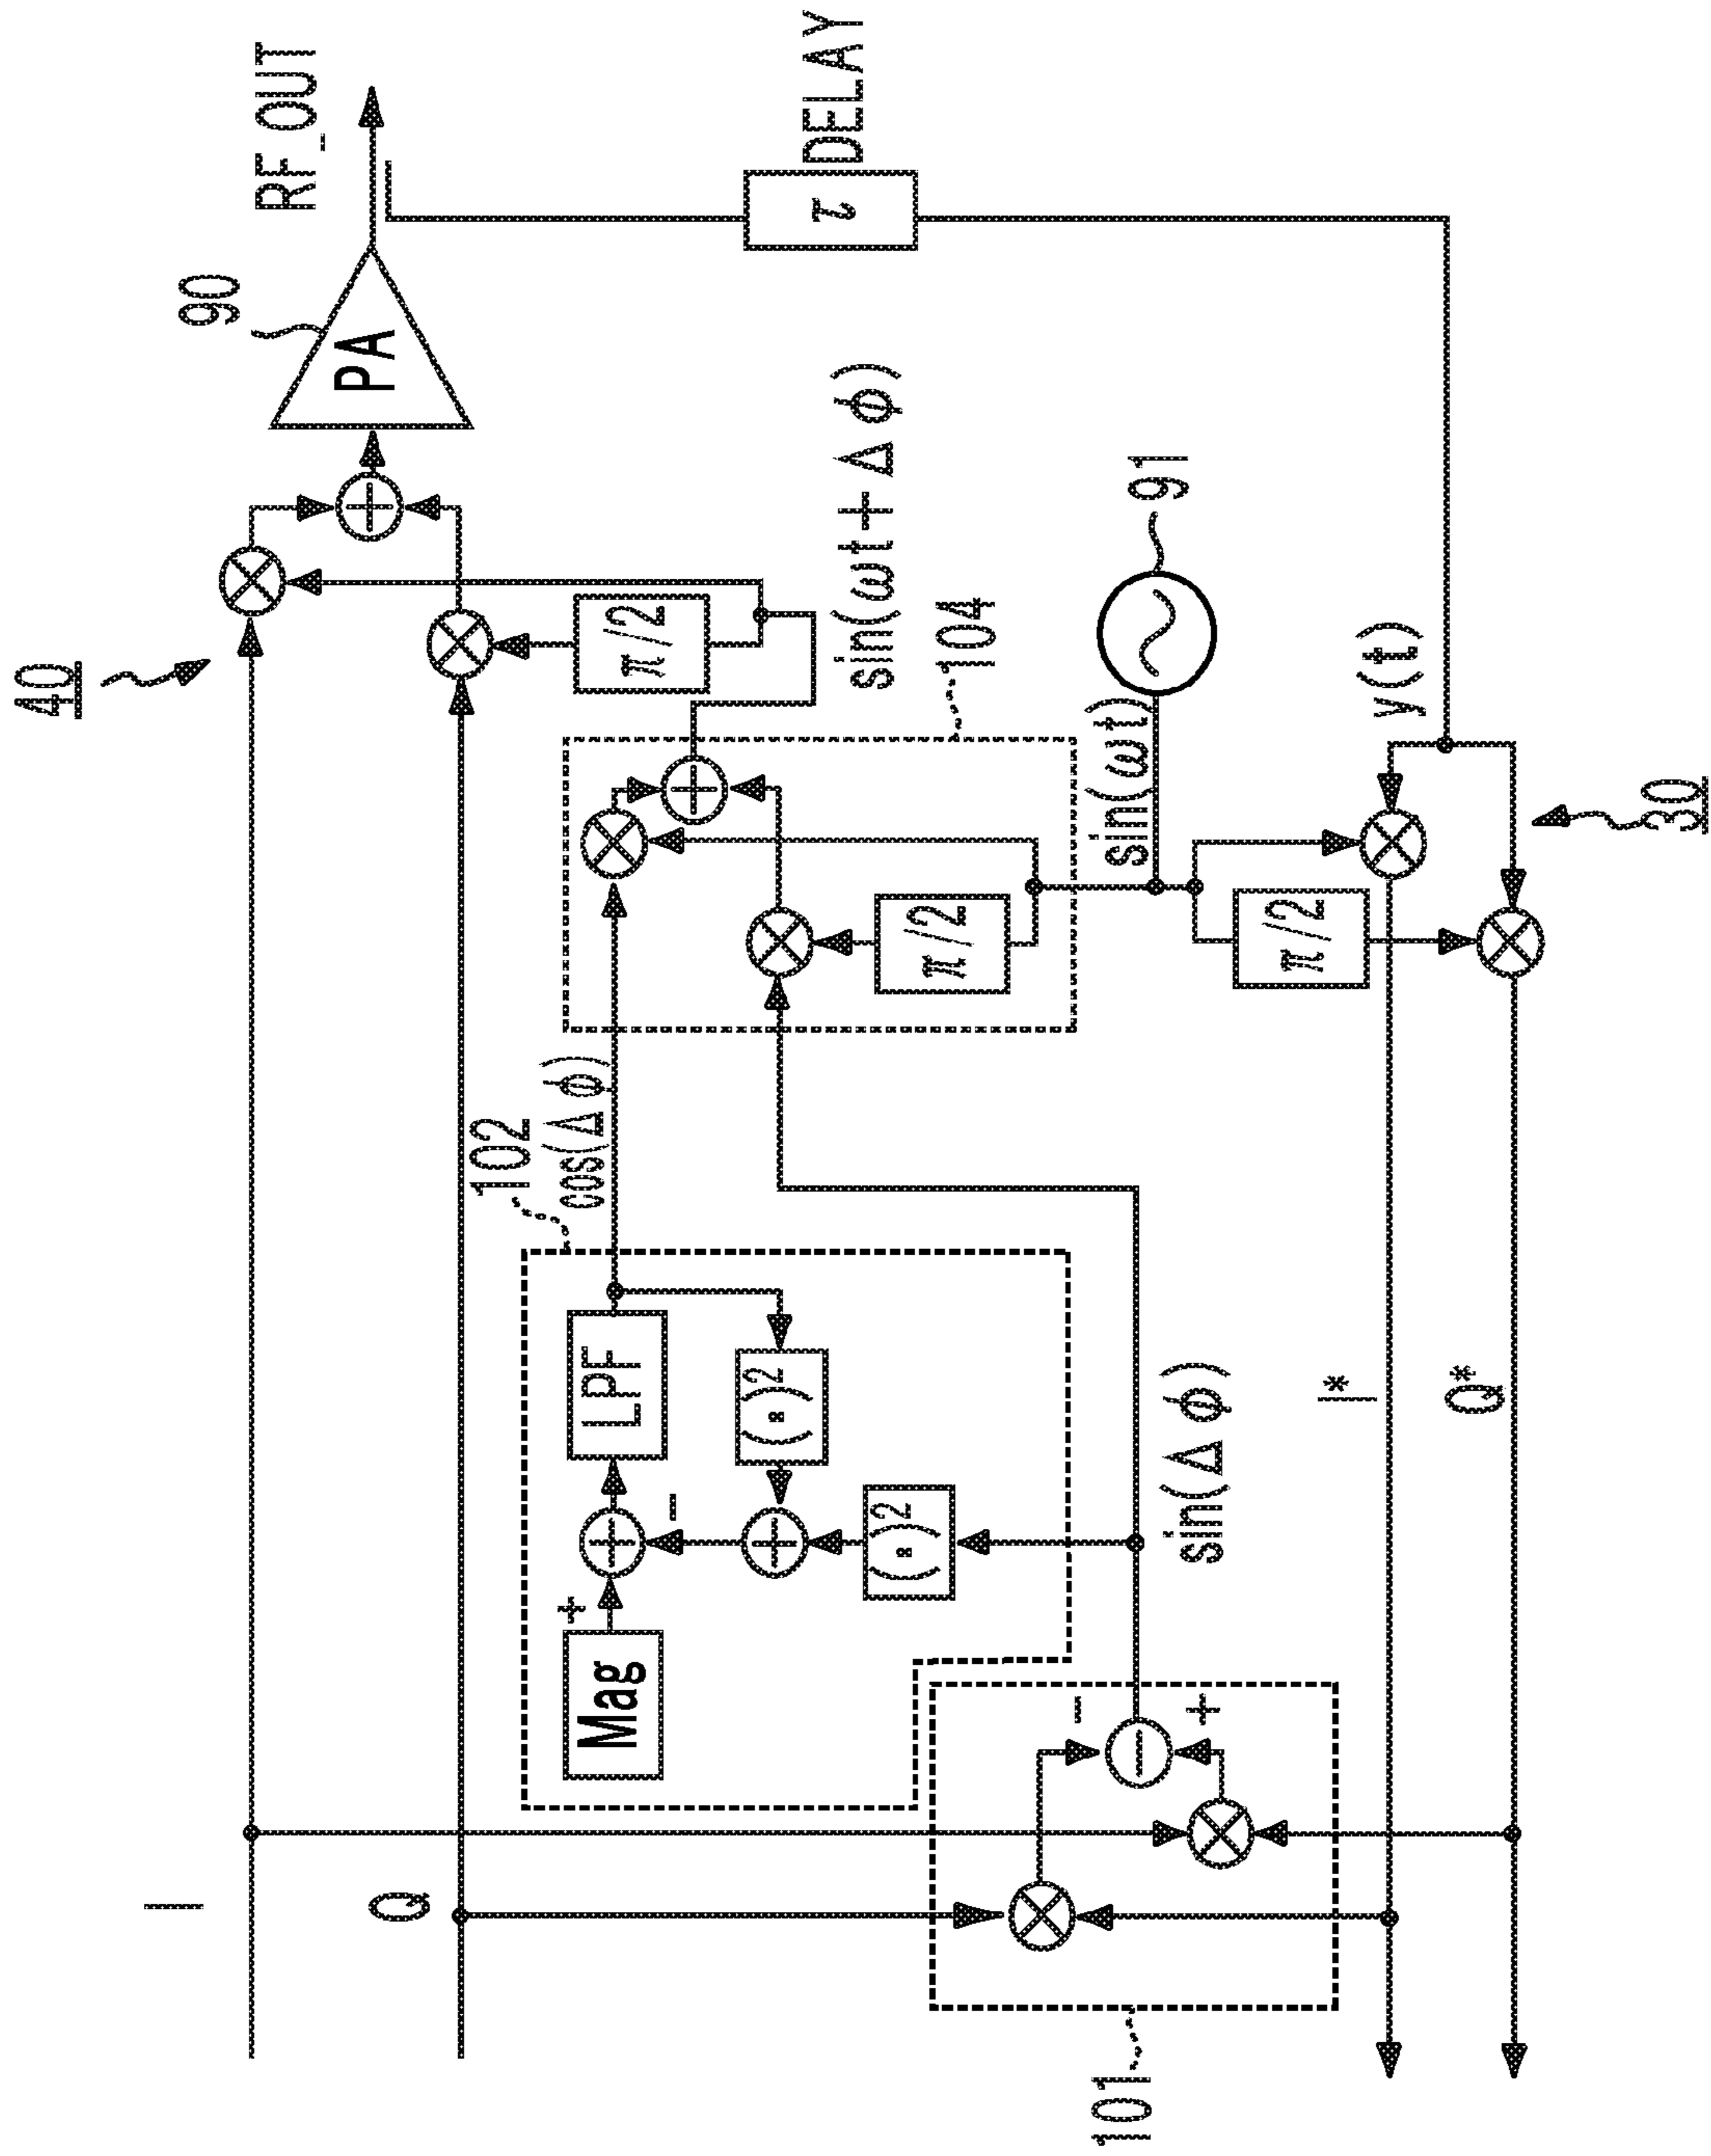 40
90
RF_OUT
PA
I
Q
102
cos(Δφ)
π/2
sin(ωt+Δφ)
104
τ
DELAY
Mag
+
−
LPF
(•)²
(•)²
π/2
sin(ωt)
91
101
−
+
sin(Δφ)
π/2
y(t)
I*
Q*
30